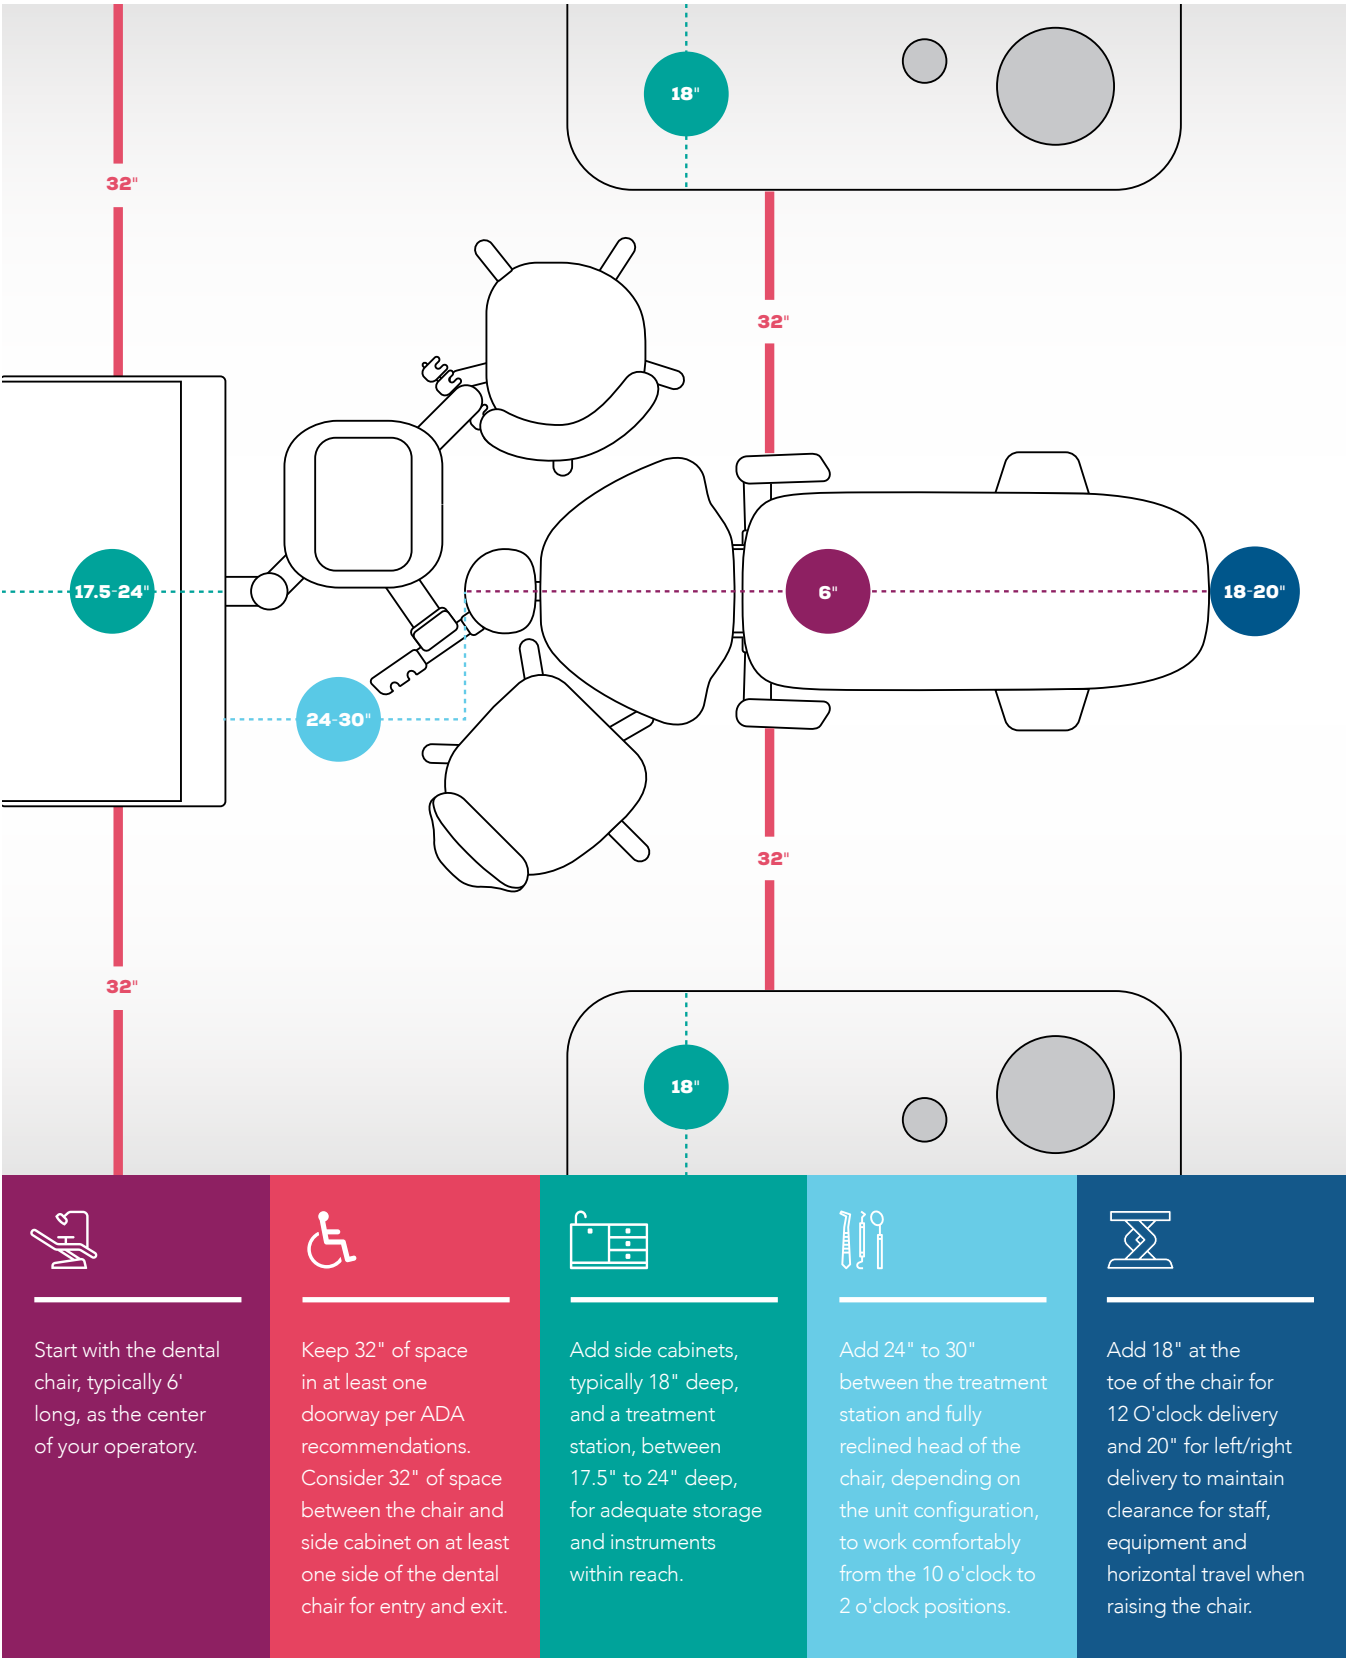 18"
32"
32"
17.5-24"
6"
18-20"
24-30"
32"
32"
18"
Start with the dental
chair, typically 6'
long, as the center
of your operatory.
Keep 32" of space
in at least one
doorway per ADA
recommendations.
Consider 32" of space
between the chair and
side cabinet on at least
one side of the dental
chair for entry and exit.
Add side cabinets,
typically 18" deep,
and a treatment
station, between
17.5" to 24" deep,
for adequate storage
and instruments
within reach.
Add 24" to 30"
between the treatment
station and fully
reclined head of the
chair, depending on
the unit configuration,
to work comfortably
from the 10 o'clock to
2 o'clock positions.
Add 18" at the
toe of the chair for
12 O'clock delivery
and 20" for left/right
delivery to maintain
clearance for staff,
equipment and
horizontal travel when
raising the chair.